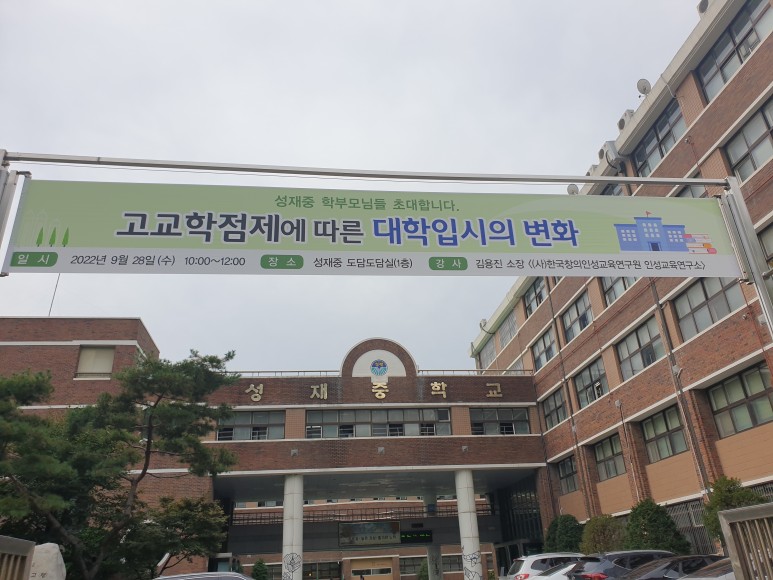 성재중 학부모님들 초대합니다.
고교학점제에 따른 대학입시의 변화
일 시 2022년 9월 28일(수) 10:00~12:00 장 소 성재중 도담도담실(1층) 강 사 김용진 소장 《(사)한국창의인성교육연구원 인성교육연구소》
성재중학교